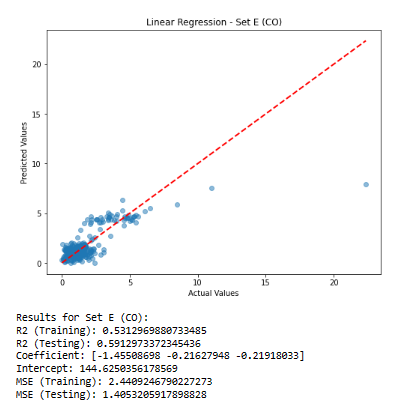 Linear Regression - Set E (CO)
20
15
10
5
0
Predicted Values
0 5 10 15 20
Actual Values
Results for Set E (CO):
R2 (Training): 0.5312969880733485
R2 (Testing): 0.5912973372345436
Coefficient: [-1.45508698 -0.21627948 -0.21918033]
Intercept: 144.6250356178569
MSE (Training): 2.4409246790227273
MSE (Testing): 1.4053205917898828